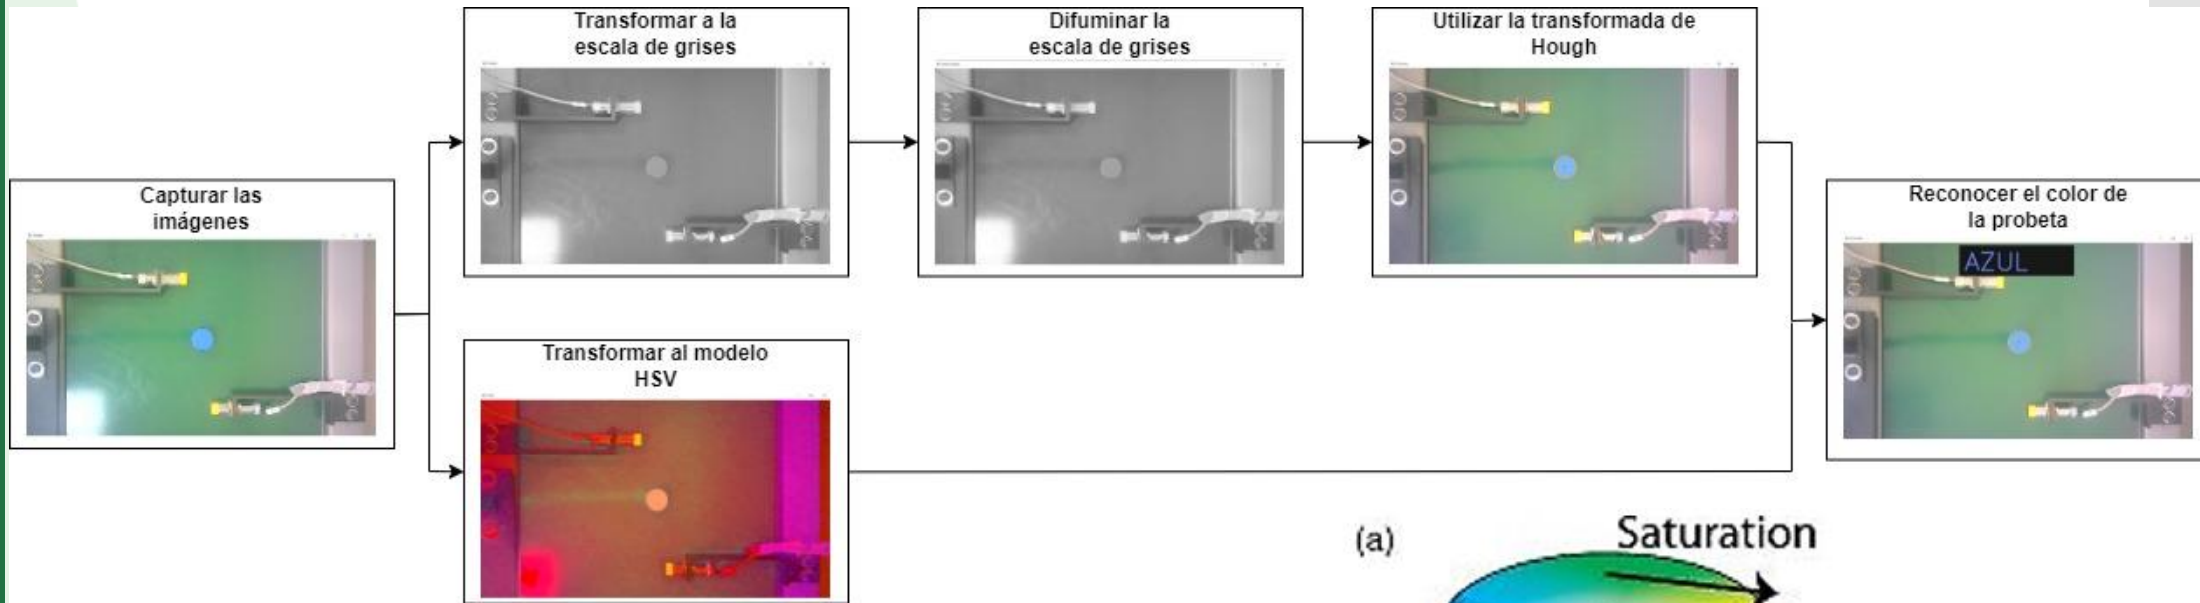 Capturar las
imágenes
Transformar a la
escala de grises
Difuminar la
escala de grises
Utilizar la transformada de
Hough
Transformar al modelo
HSV
Reconocer el color de
la probeta
AZUL
(a)
Saturation